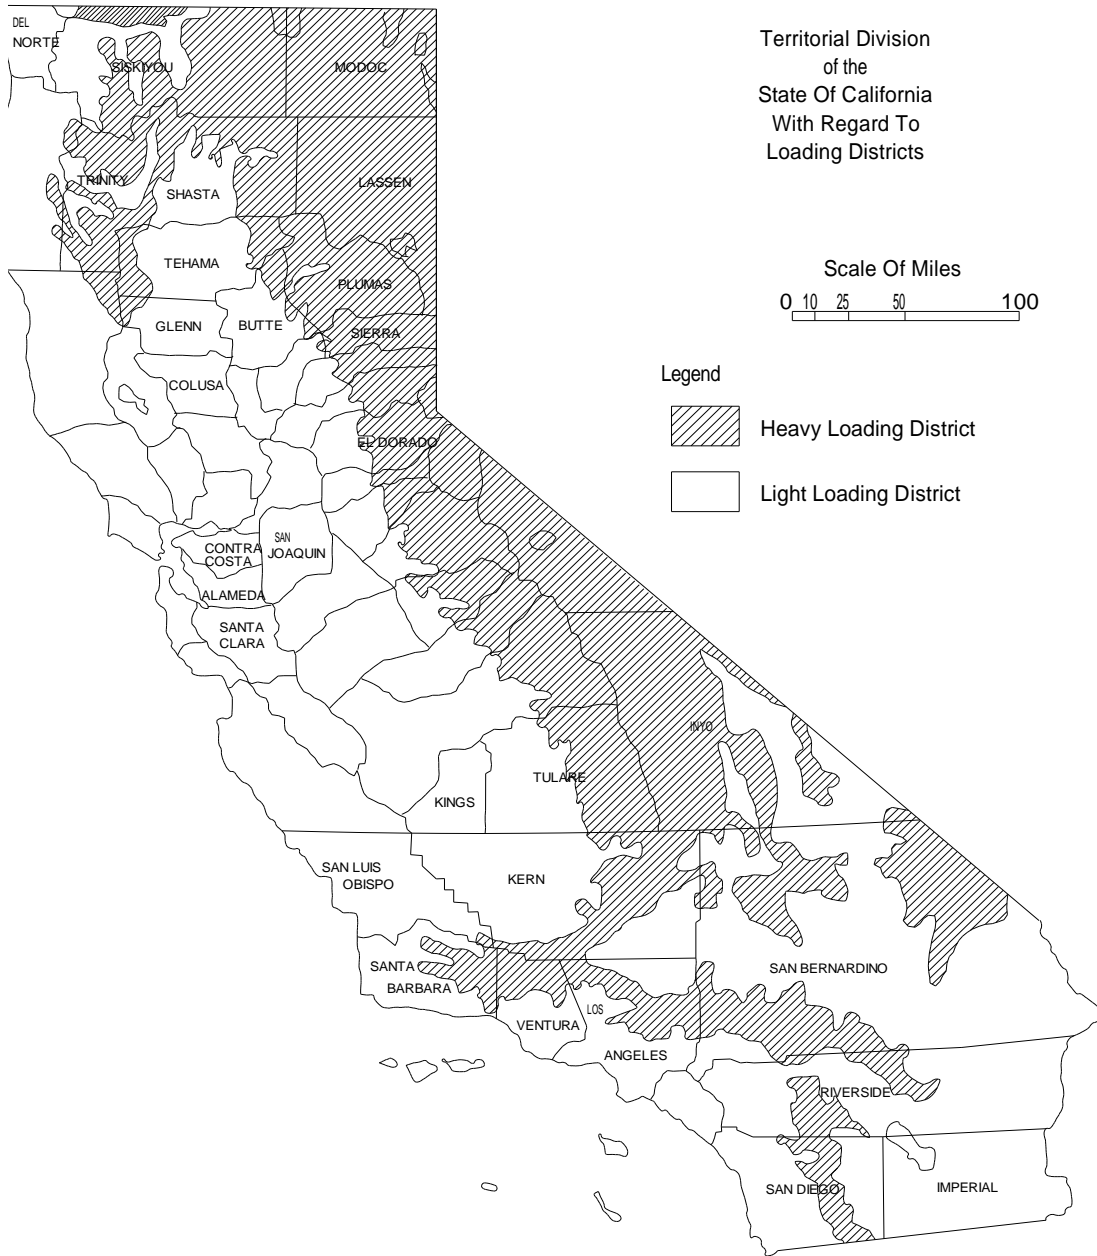 Territorial Division
of the
State Of California
With Regard To
Loading Districts
Scale Of Miles
0 10 25 50 100
Legend
Heavy Loading District
Light Loading District
DEL
NORTE
SISKIYOU
MODOC
TRINITY
SHASTA
LASSEN
TEHAMA
PLUMAS
GLENN
BUTTE
SIERRA
COLUSA
EL DORADO
CONTRA
COSTA
SAN
JOAQUIN
ALAMEDA
SANTA
CLARA
INYO
KINGS
TULARE
SAN LUIS
OBISPO
KERN
SANTA
BARBARA
VENTURA
LOS
ANGELES
SAN BERNARDINO
RIVERSIDE
SAN DIEGO
IMPERIAL